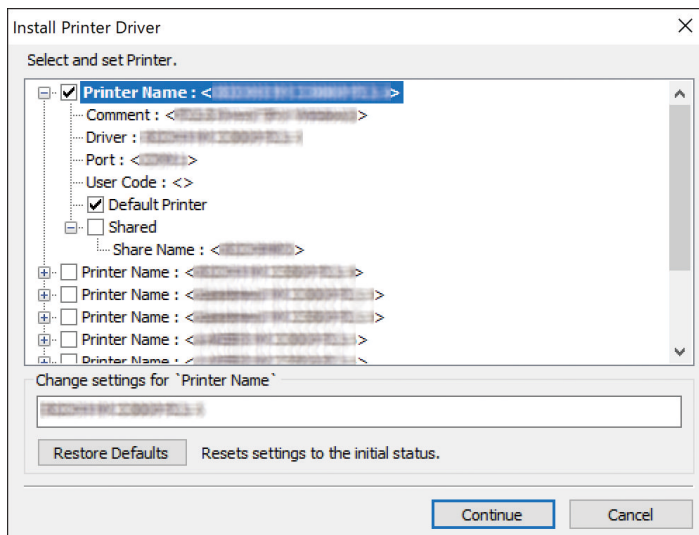 Install Printer Driver
Select and set Printer.
Printer Name : < >
Comment : < >
Driver :
Port : < >
User Code : <>
Default Printer
Shared
Share Name : < >
Printer Name : < >
Printer Name : < >
Printer Name : < >
Printer Name : < >
Printer Name : < >
Change settings for `Printer Name`
Restore Defaults Resets settings to the initial status.
Continue Cancel